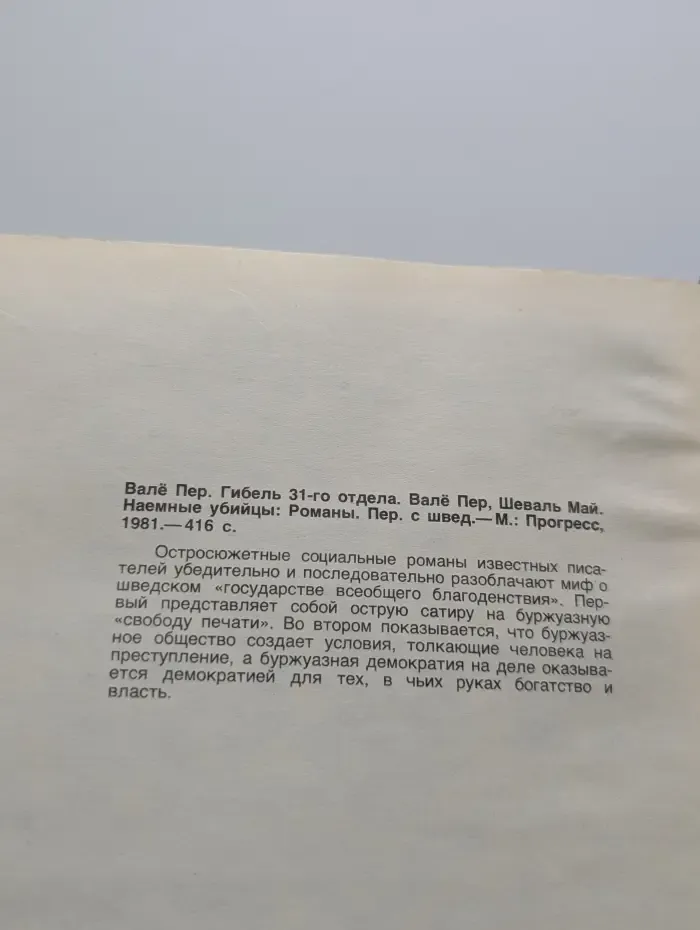 Валё Пер. Гибель 31-го отдела. Валё Пер, Шеваль Май.
Наемные убийцы: Романы. Пер. с швед.— М.: Прогресс,
1981.— 416 с.
Остросюжетные социальные романы известных писа-
телей убедительно и последовательно разоблачают миф о
шведском «государстве всеобщего благоденствия». Пер-
вый представляет собой острую сатиру на буржуазную
«свободу печати». Во втором показывается, что буржуаз-
ное общество создает условия, толкающие человека на
преступление, а буржуазная демократия на деле оказыва-
ется демократией для тех, в чьих руках богатство и
власть.